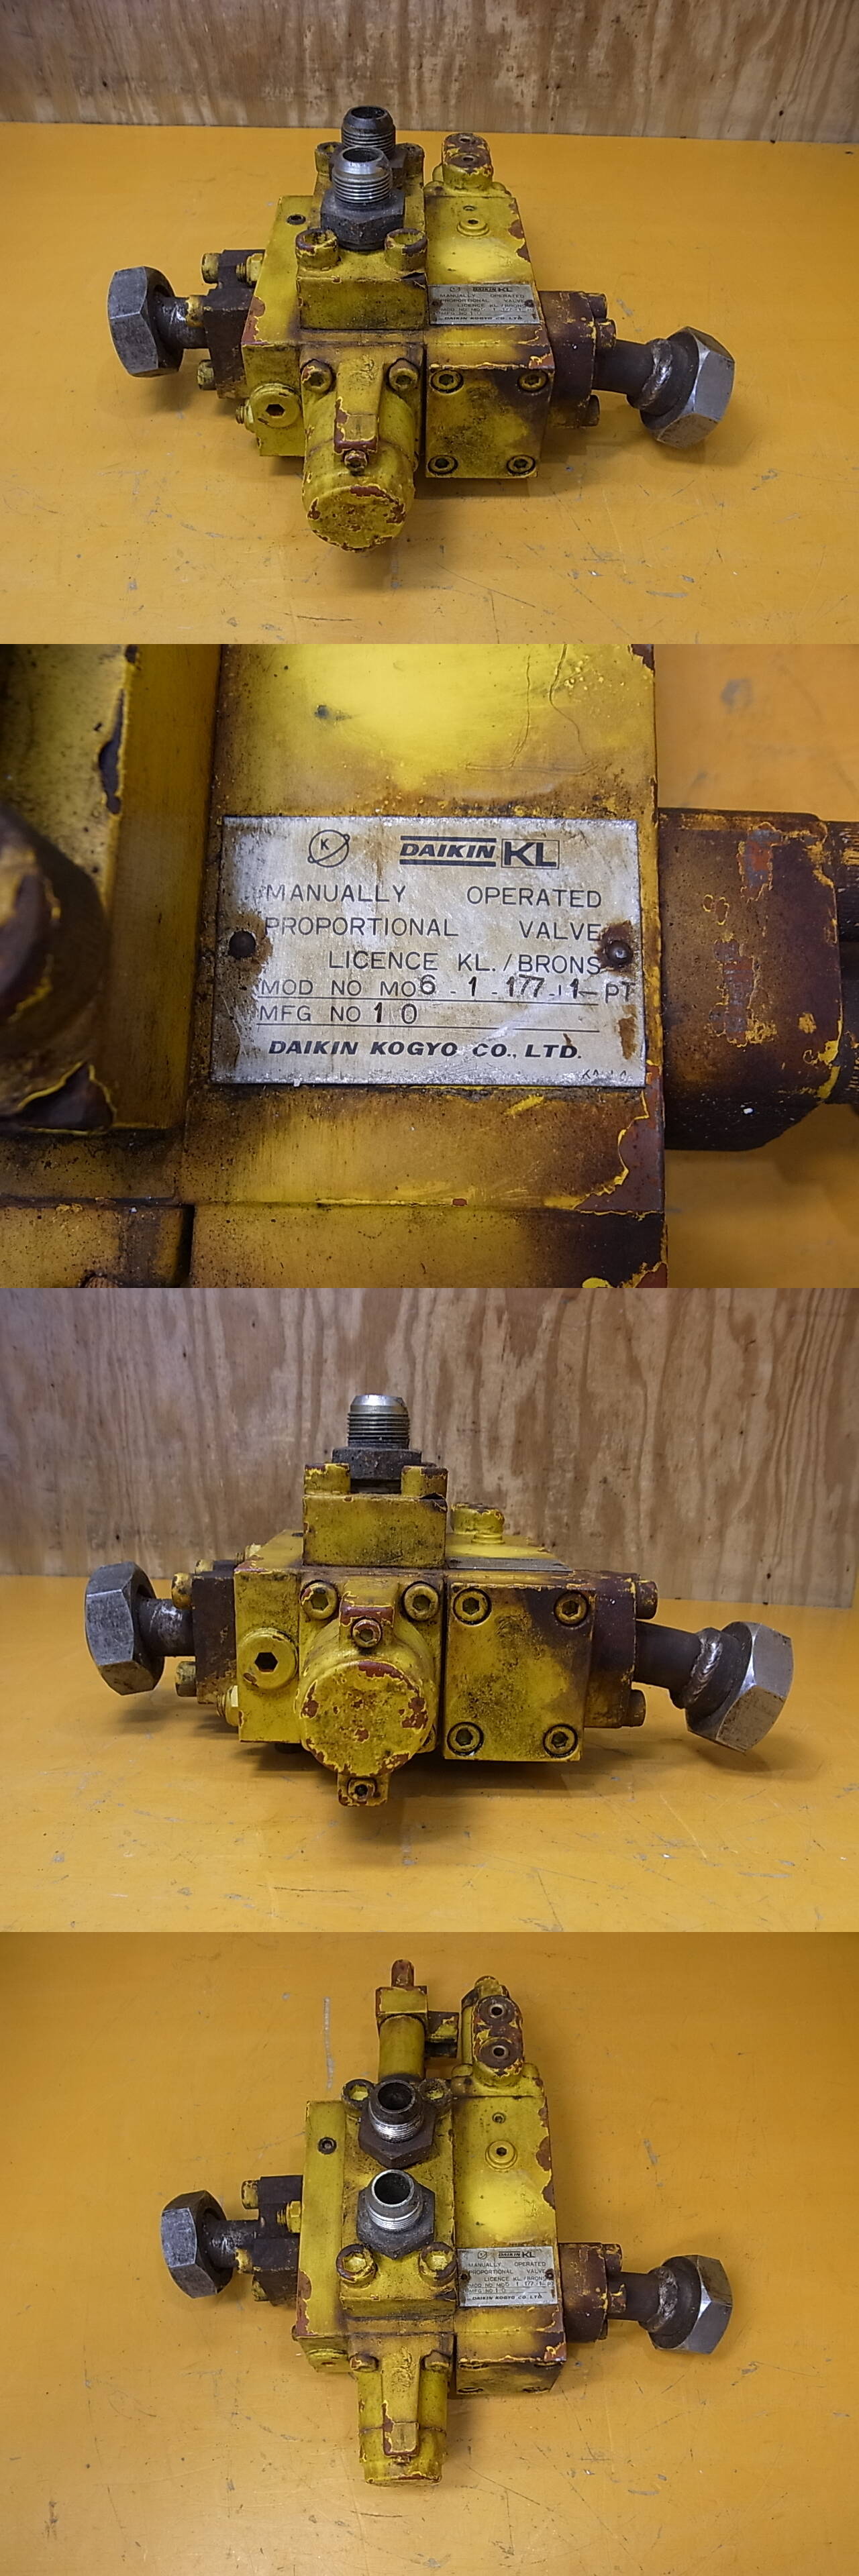 K DAIKIN KL
MANUALLY OPERATED
PROPORTIONAL VALVE
LICENCE KL./BRONS
MOD NO MO6-1-177-11-PT
MFG NO 10
DAIKIN KOGYO CO., LTD.